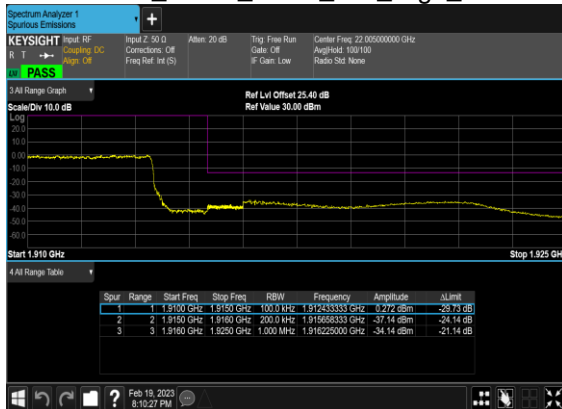 Spectrum Analyzer 1
Spurious Emissions
+
KEYSIGHT Input: RF Input Z: 50 Ω Atten: 20 dB Trig: Free Run Center Freq: 22.005000000 GHz
R T Coupling: DC Corrections: Off Gate: Off Avg|Hold: 100/100
Align: Off Freq Ref: Int (S) IF Gain: Low Radio Std: None
PASS
3 All Range Graph
Ref Lvl Offset 25.40 dB
Scale/Div 10.0 dB Ref Value 30.00 dBm
Log
20.0
10.0
0.00
-10.0
-20.0
-30.0
-40.0
-50.0
-60.0
Start 1.910 GHz Stop 1.925 GH
4 All Range Table
Spur Range Start Freq Stop Freq RBW Frequency Amplitude ΔLimit
1 1 1.9100 GHz 1.9150 GHz 100.0 kHz 1.912433333 GHz 0.272 dBm -29.73 dB
2 2 1.9150 GHz 1.9160 GHz 200.0 kHz 1.915658333 GHz -37.14 dBm -24.14 dB
3 3 1.9160 GHz 1.9250 GHz 1.000 MHz 1.916225000 GHz -34.14 dBm -21.14 dB
? Feb 19, 2023
8:10:27 PM